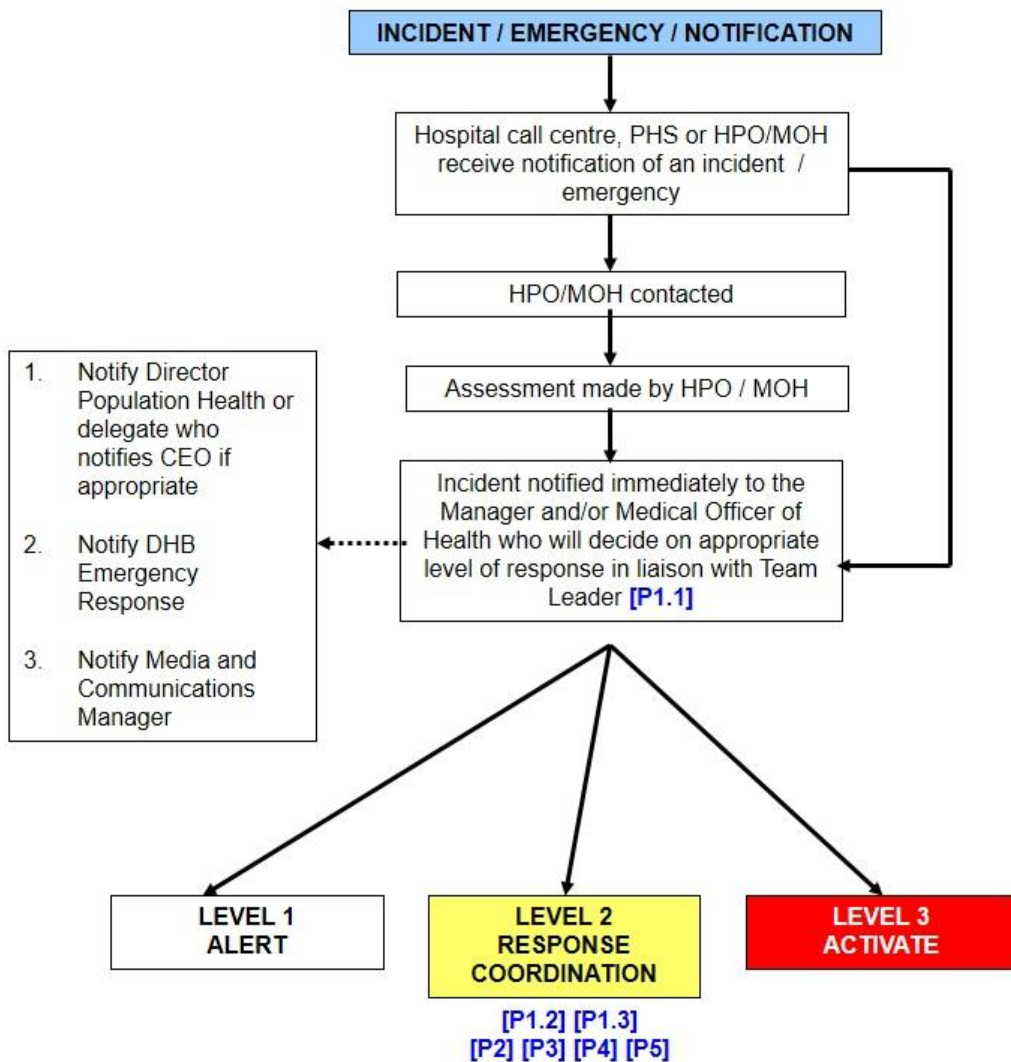 INCIDENT / EMERGENCY / NOTIFICATION
Hospital call centre, PHS or HPO/MOH
receive notification of an incident /
emergency
HPO/MOH contacted
Assessment made by HPO / MOH
Incident notified immediately to the
Manager and/or Medical Officer of
Health who will decide on appropriate
level of response in liaison with Team
Leader [P1.1]
1. Notify Director
Population Health or
delegate who
notifies CEO if
appropriate
2. Notify DHB
Emergency
Response
3. Notify Media and
Communications
Manager
LEVEL 1
ALERT
LEVEL 2
RESPONSE
COORDINATION
[P1.2] [P1.3]
[P2] [P3] [P4] [P5]
LEVEL 3
ACTIVATE